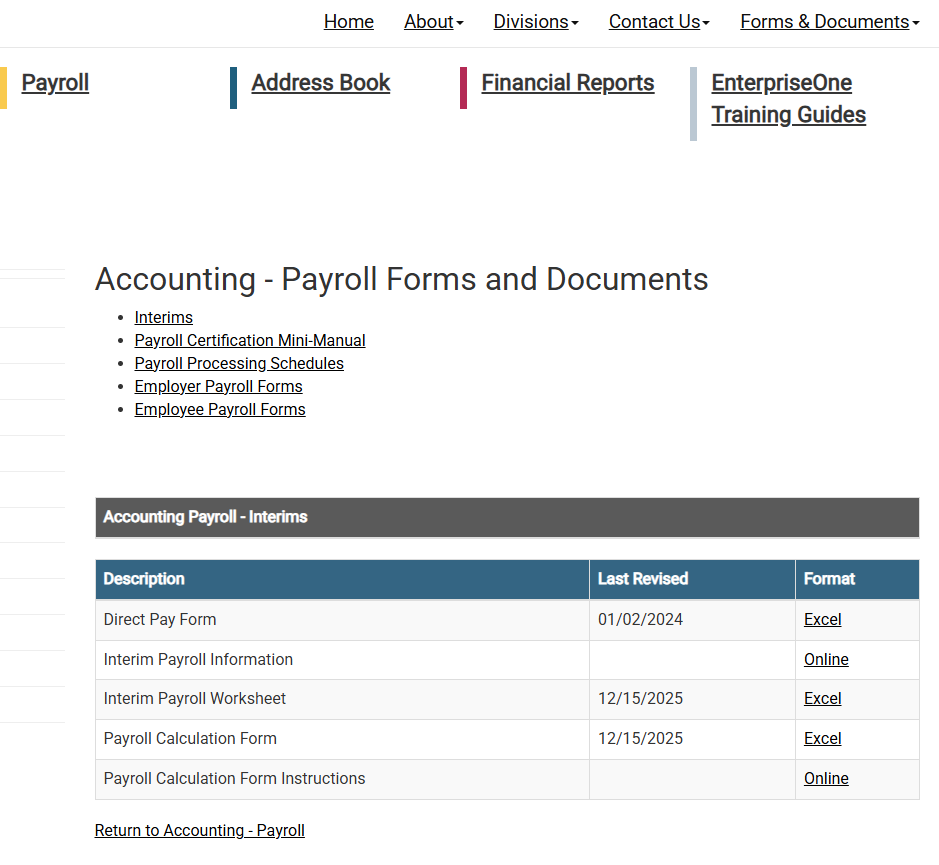 Home About Divisions Contact Us Forms & Documents
Payroll Address Book Financial Reports EnterpriseOne
Training Guides
Accounting - Payroll Forms and Documents
Interims
Payroll Certification Mini-Manual
Payroll Processing Schedules
Employer Payroll Forms
Employee Payroll Forms
Accounting Payroll - Interims
Description Last Revised Format
Direct Pay Form 01/02/2024 Excel
Interim Payroll Information Online
Interim Payroll Worksheet 12/15/2025 Excel
Payroll Calculation Form 12/15/2025 Excel
Payroll Calculation Form Instructions Online
Return to Accounting - Payroll